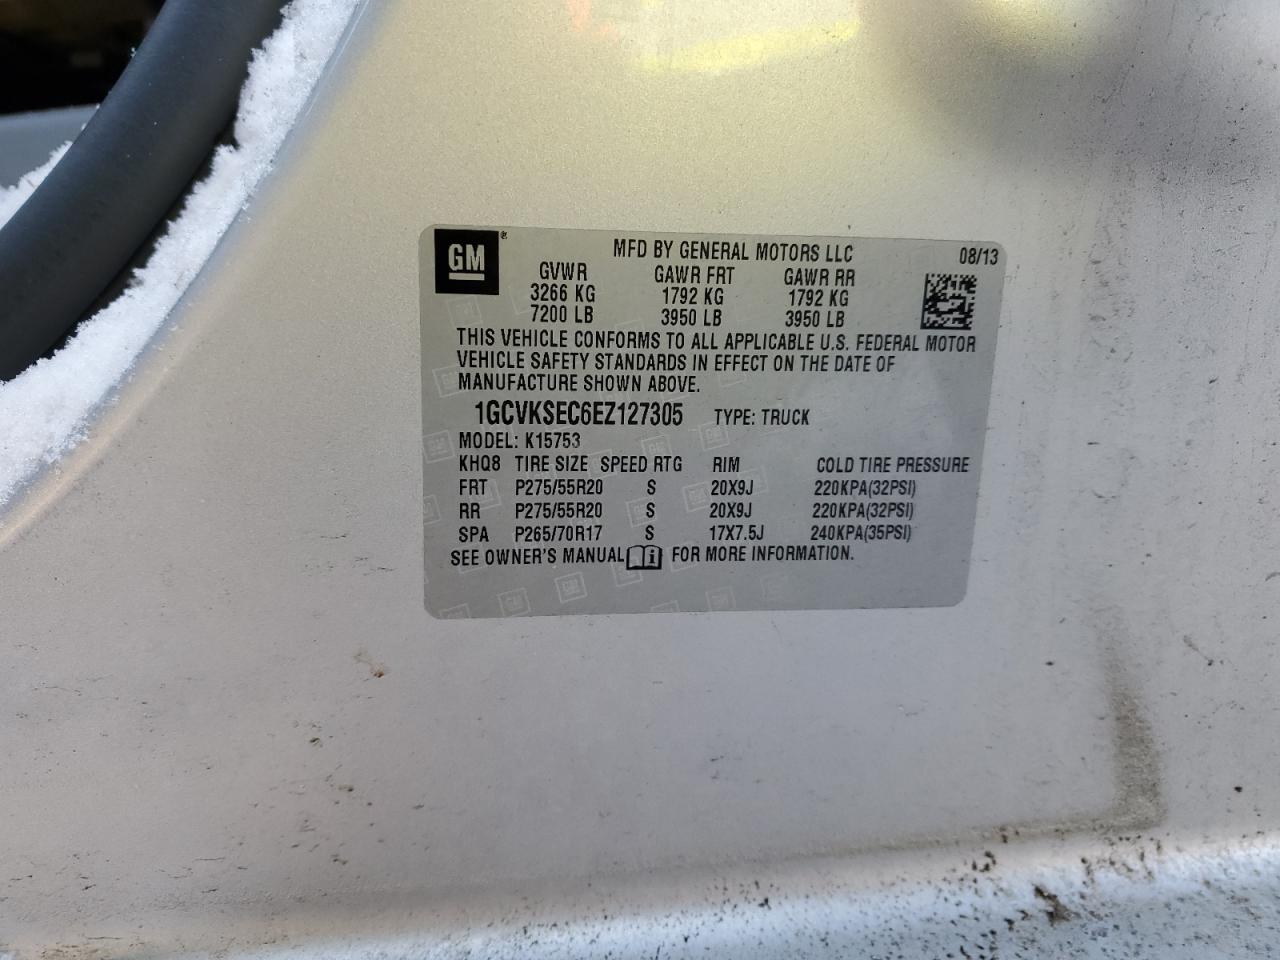 GM ® MFD BY GENERAL MOTORS LLC 08/13
GVWR GAWR FRT GAWR RR
3266 KG 1792 KG 1792 KG
7200 LB 3950 LB 3950 LB
THIS VEHICLE CONFORMS TO ALL APPLICABLE U.S. FEDERAL MOTOR
VEHICLE SAFETY STANDARDS IN EFFECT ON THE DATE OF
MANUFACTURE SHOWN ABOVE.
1GCVKSEC6EZ127305 TYPE: TRUCK
MODEL: K15753
KHQ8 TIRE SIZE SPEED RTG RIM COLD TIRE PRESSURE
FRT P275/55R20 S 20X9J 220KPA(32PSI)
RR P275/55R20 S 20X9J 220KPA(32PSI)
SPA P265/70R17 S 17X7.5J 240KPA(35PSI)
SEE OWNER'S MANUAL FOR MORE INFORMATION.